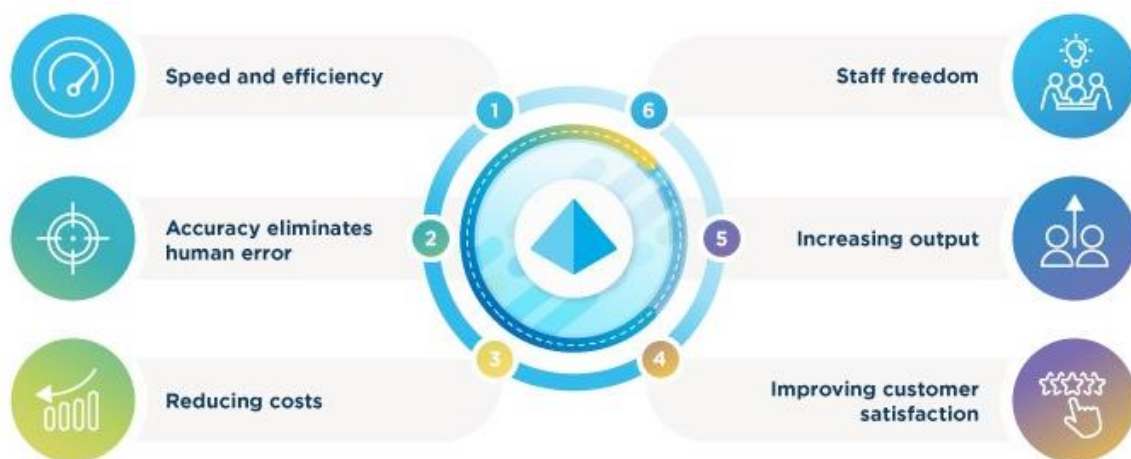 1
Speed and efficiency
2
Accuracy eliminates
human error
3
Reducing costs
4
Improving customer
satisfaction
5
Increasing output
6
Staff freedom